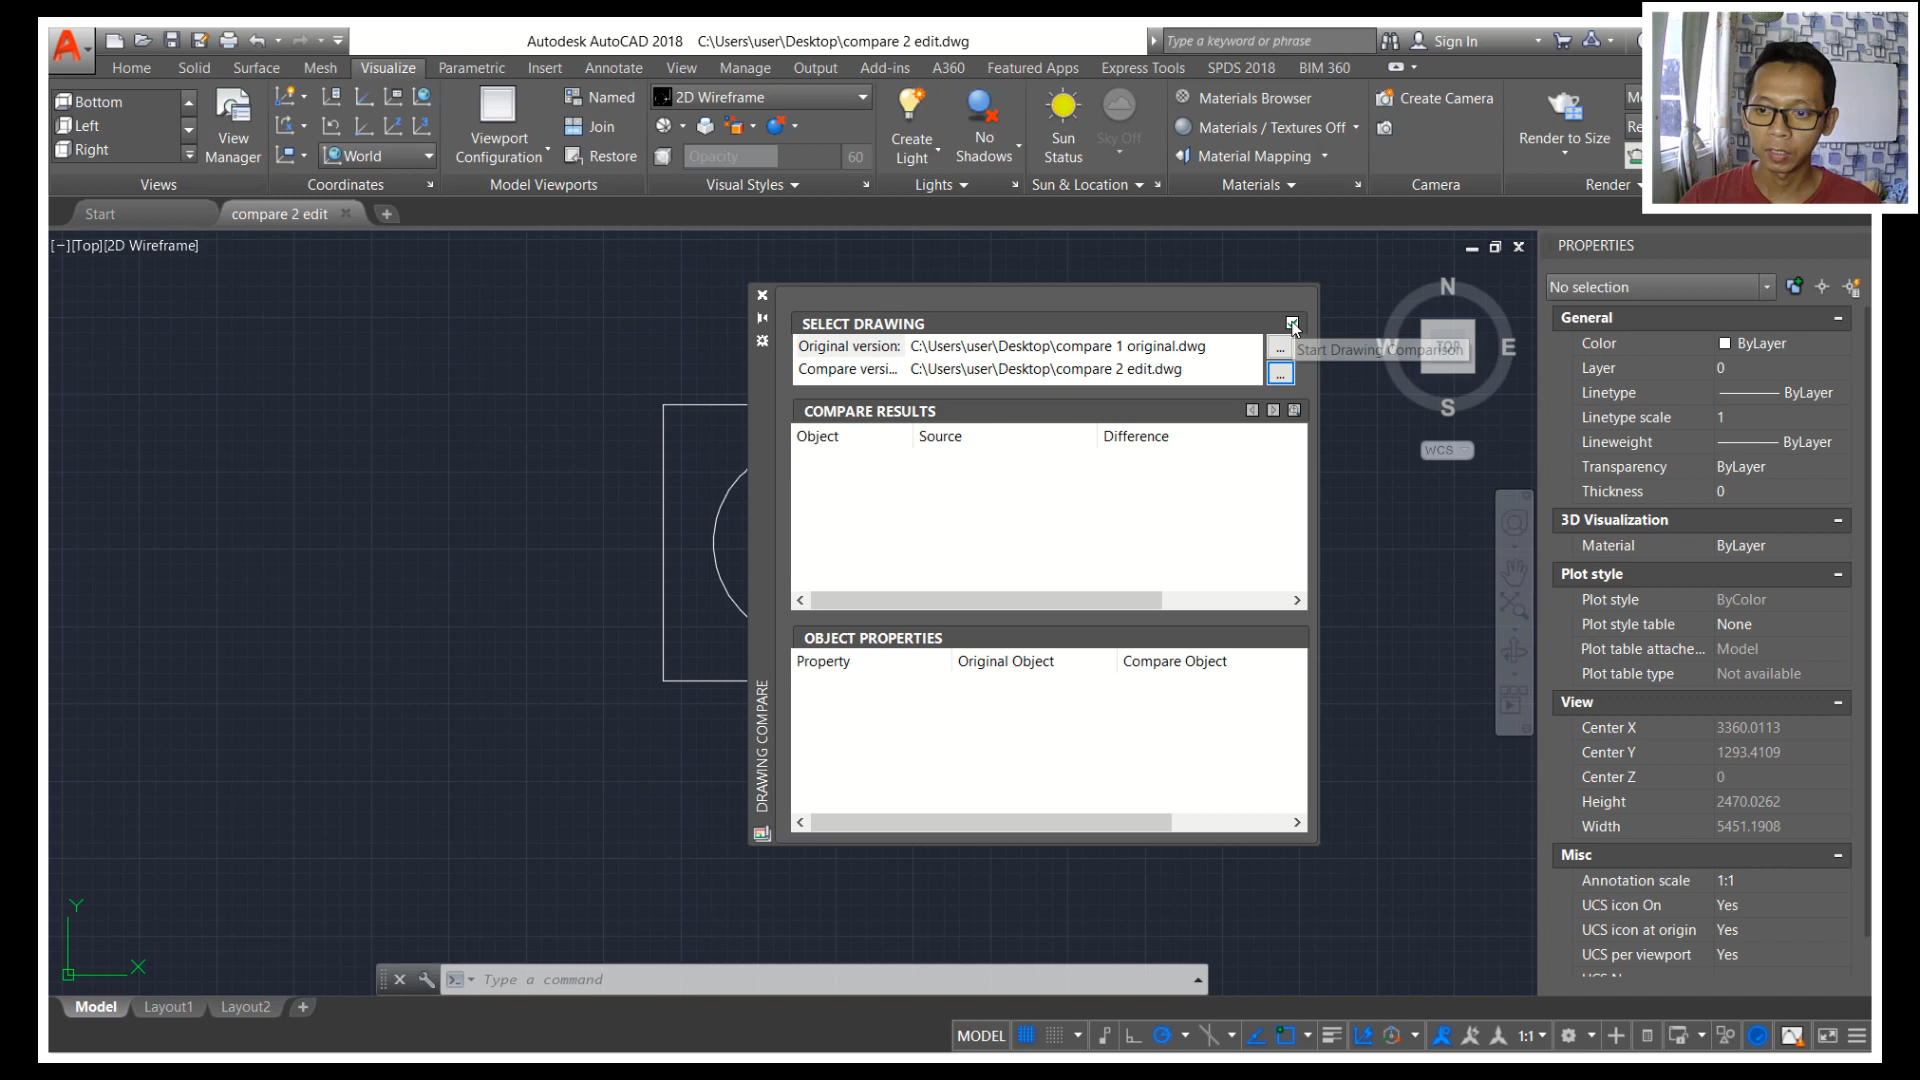 Autodesk AutoCAD 2018 C:\Users\user\Desktop\compare 2 edit.dwg
Type a keyword or phrase
Sign In
Home Solid Surface Mesh Visualize Parametric Insert Annotate View Manage Output Add-ins A360 Featured Apps Express Tools SPDS 2018 BIM 360
Bottom
Left
Right
View
Manager
World
Viewport
Configuration
Named
Join
Restore
2D Wireframe
Opacity 60
Create
Light
No
Shadows
Sun
Status
Sky Off
Materials Browser
Materials / Textures Off
Material Mapping
Create Camera
Render to Size
Views Coordinates Model Viewports Visual Styles Lights Sun & Location Materials Camera Render
Start
compare 2 edit
[−][Top][2D Wireframe]
SELECT DRAWING
Original version: C:\Users\user\Desktop\compare 1 original.dwg ...
Compare versi... C:\Users\user\Desktop\compare 2 edit.dwg ...
Start Drawing Comparison
COMPARE RESULTS
Object Source Difference
OBJECT PROPERTIES
Property Original Object Compare Object
DRAWING COMPARE
N
W TOP E
S
WCS
PROPERTIES
No selection
General
Color ByLayer
Layer 0
Linetype ByLayer
Linetype scale 1
Lineweight ByLayer
Transparency ByLayer
Thickness 0
3D Visualization
Material ByLayer
Plot style
Plot style ByColor
Plot style table None
Plot table attache... Model
Plot table type Not available
View
Center X 3360.0113
Center Y 1293.4109
Center Z 0
Height 2470.0262
Width 5451.1908
Misc
Annotation scale 1:1
UCS icon On Yes
UCS icon at origin Yes
UCS per viewport Yes
Y
X
Type a command
Model Layout1 Layout2
MODEL 1:1